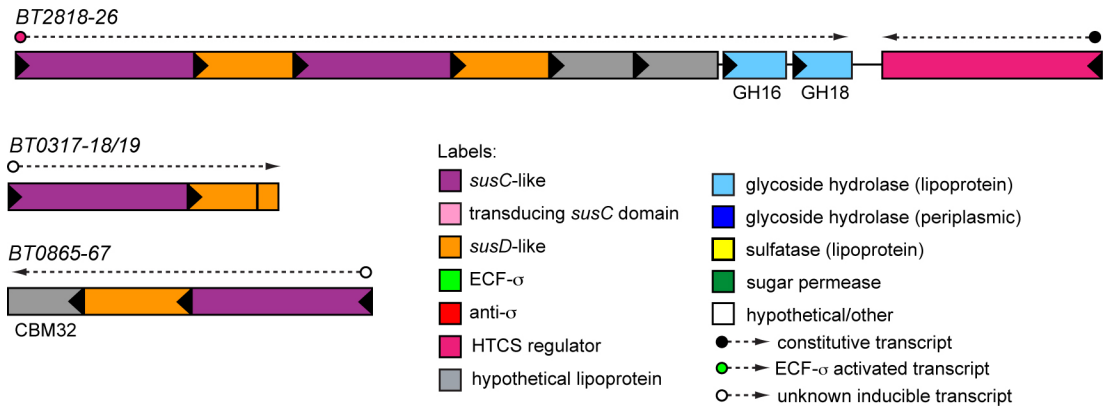 BT2818-26
GH16
GH18
BT0317-18/19
BT0865-67
CBM32
Labels:
susC-like
transducing susC domain
susD-like
ECF-σ
anti-σ
HTCS regulator
hypothetical lipoprotein
glycoside hydrolase (lipoprotein)
glycoside hydrolase (periplasmic)
sulfatase (lipoprotein)
sugar permease
hypothetical/other
constitutive transcript
ECF-σ activated transcript
unknown inducible transcript